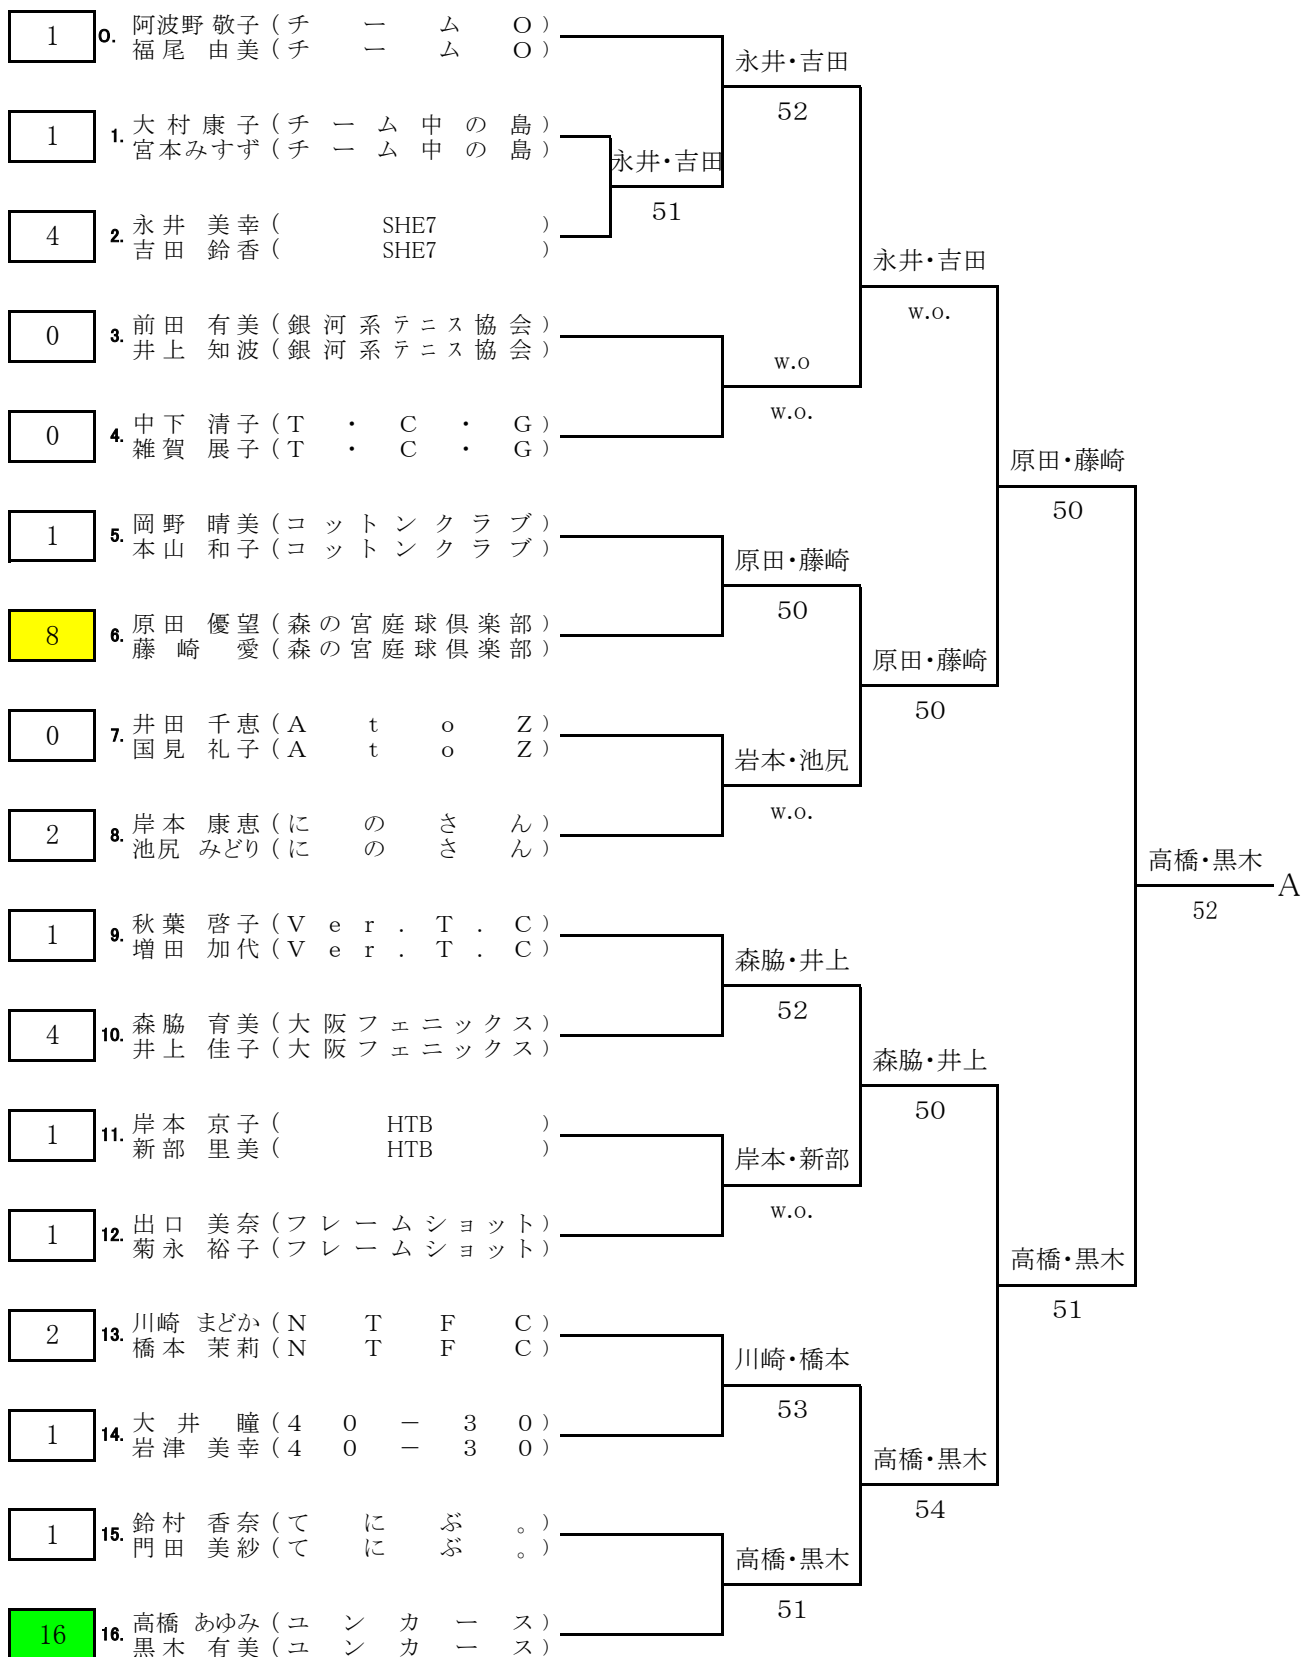 1 0. 阿波野 敬子 (チームO)
福尾 由美 (チームO)
永井・吉田
52
1 1. 大村康子 (チーム中の島)
宮本みすず (チーム中の島)
永井・吉田
51
4 2. 永井 美幸 (SHE7)
吉田 鈴香 (SHE7)
永井・吉田
w.o.
0 3. 前田 有美 (銀河系テニス協会)
井上 知波 (銀河系テニス協会)
w.o
w.o.
0 4. 中下 清子 (T・C・G)
雑賀 展子 (T・C・G)
原田・藤崎
50
1 5. 岡野 晴美 (コットンクラブ)
本山 和子 (コットンクラブ)
原田・藤崎
50
8 6. 原田 優望 (森の宮庭球倶楽部)
藤崎 愛 (森の宮庭球倶楽部)
原田・藤崎
50
0 7. 井田 千恵 (AtoZ)
国見 礼子 (AtoZ)
岩本・池尻
w.o.
2 8. 岸本 康恵 (にのさん)
池尻 みどり (にのさん)
高橋・黒木
A
52
1 9. 秋葉 啓子 (Ver.T.C)
増田 加代 (Ver.T.C)
森脇・井上
52
4 10. 森脇 育美 (大阪フェニックス)
井上 佳子 (大阪フェニックス)
森脇・井上
50
1 11. 岸本 京子 (HTB)
新部 里美 (HTB)
岸本・新部
w.o.
1 12. 出口 美奈 (フレームショット)
菊永 裕子 (フレームショット)
高橋・黒木
51
2 13. 川崎 まどか (NTFC)
橋本 茉莉 (NTFC)
川崎・橋本
53
1 14. 大井 瞳 (40－30)
岩津 美幸 (40－30)
高橋・黒木
54
1 15. 鈴村 香奈 (てにぶ。)
門田 美紗 (てにぶ。)
高橋・黒木
51
16 16. 高橋 あゆみ (ユンカース)
黒木 有美 (ユンカース)